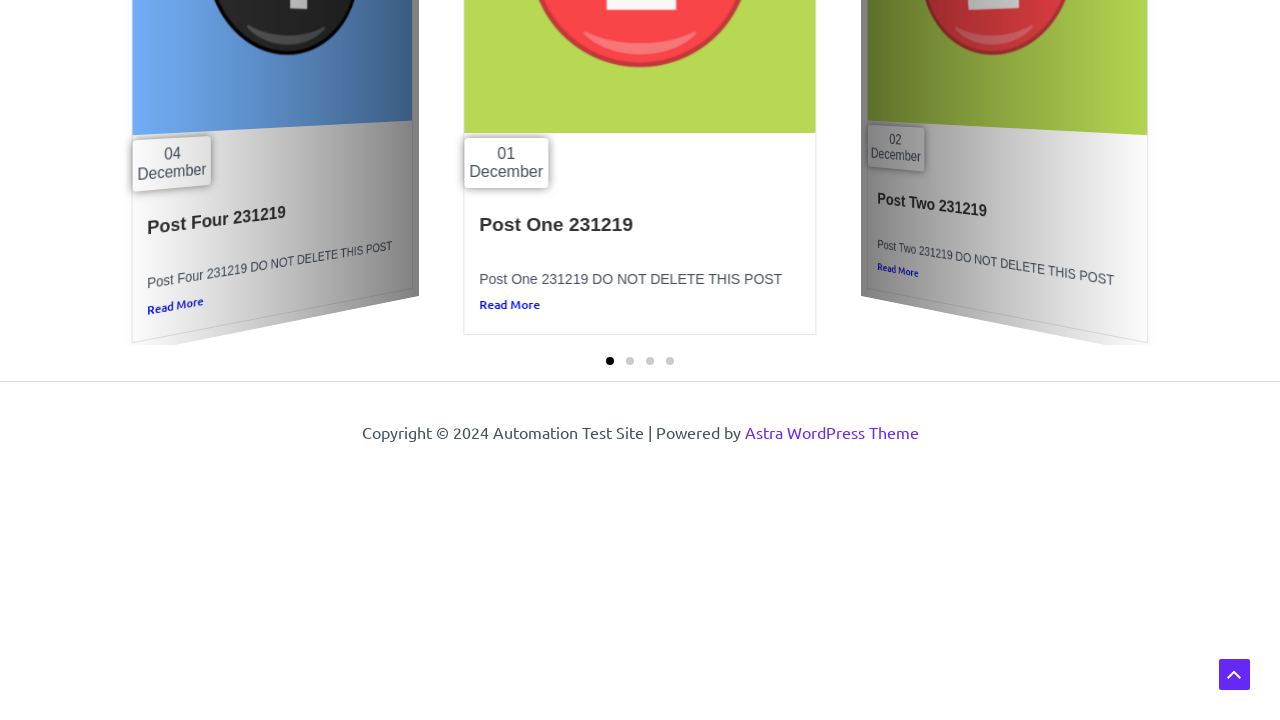 04
December
Post Four 231219
Post Four 231219 DO NOT DELETE THIS POST
Read More
01
December
Post One 231219
Post One 231219 DO NOT DELETE THIS POST
Read More
02
December
Post Two 231219
Post Two 231219 DO NOT DELETE THIS POST
Read More
Copyright © 2024 Automation Test Site | Powered by Astra WordPress Theme